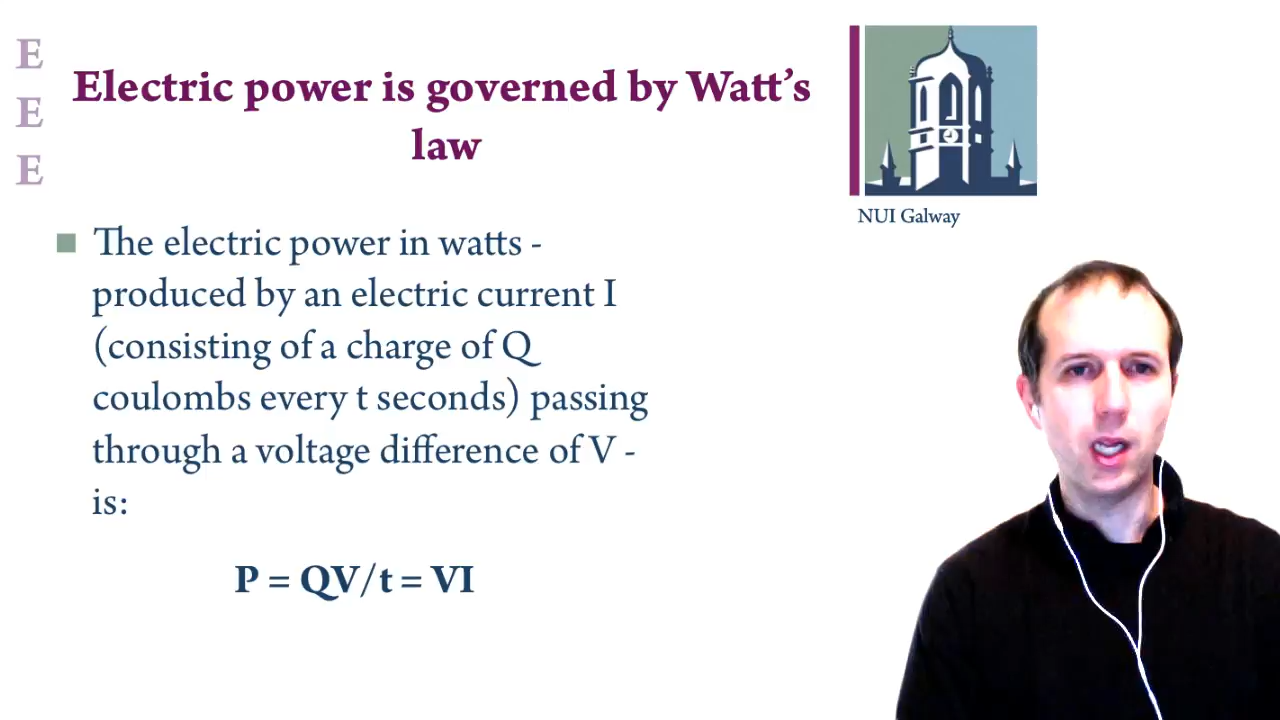 E
E
E
Electric power is governed by Watt's
law
NUI Galway
■ The electric power in watts -
produced by an electric current I
(consisting of a charge of Q
coulombs every t seconds) passing
through a voltage difference of V -
is:
P = QV/t = VI